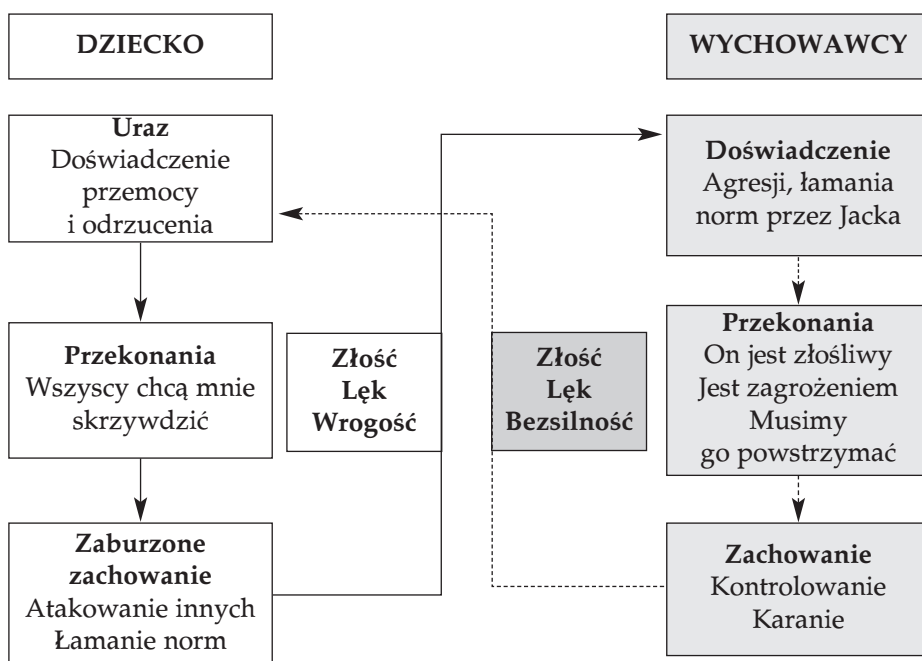 DZIECKO
WYCHOWAWCY
Uraz
Doświadczenie
przemocy
i odrzucenia
Przekonania
Wszyscy chcą mnie
skrzywdzić
Zaburzone
zachowanie
Atakowanie innych
Łamanie norm
Złość
Lęk
Wrogość
Złość
Lęk
Bezsilność
Doświadczenie
Agresji, łamania
norm przez Jacka
Przekonania
On jest złośliwy
Jest zagrożeniem
Musimy
go powstrzymać
Zachowanie
Kontrolowanie
Karanie